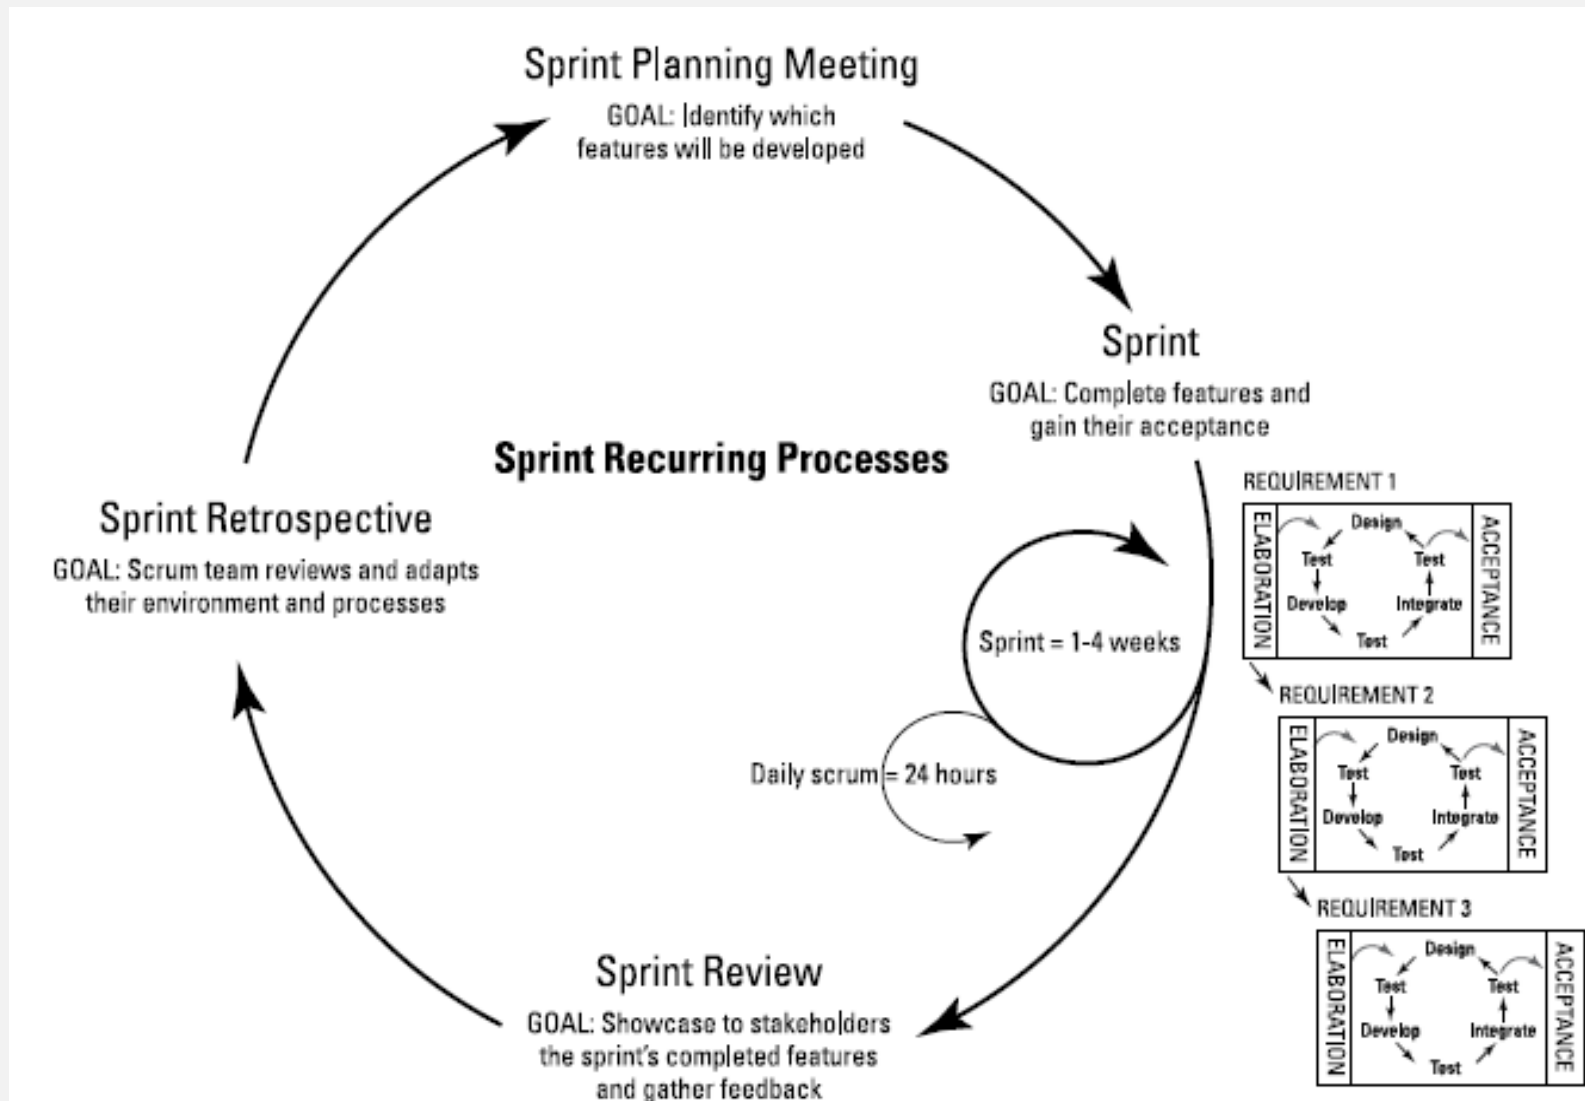 Sprint Planning Meeting
GOAL: Identify which
features will be developed
Sprint
GOAL: Complete features and
gain their acceptance
Sprint Recurring Processes
REQUIREMENT 1
ELABORATION
Design
Test
Test
Develop
Integrate
Test
ACCEPTANCE
Sprint Retrospective
GOAL: Scrum team reviews and adapts
their environment and processes
Sprint = 1-4 weeks
REQUIREMENT 2
ELABORATION
Design
Test
Test
Develop
Integrate
Test
ACCEPTANCE
Daily scrum = 24 hours
REQUIREMENT 3
ELABORATION
Design
Test
Test
Develop
Integrate
Test
ACCEPTANCE
Sprint Review
GOAL: Showcase to stakeholders
the sprint's completed features
and gather feedback